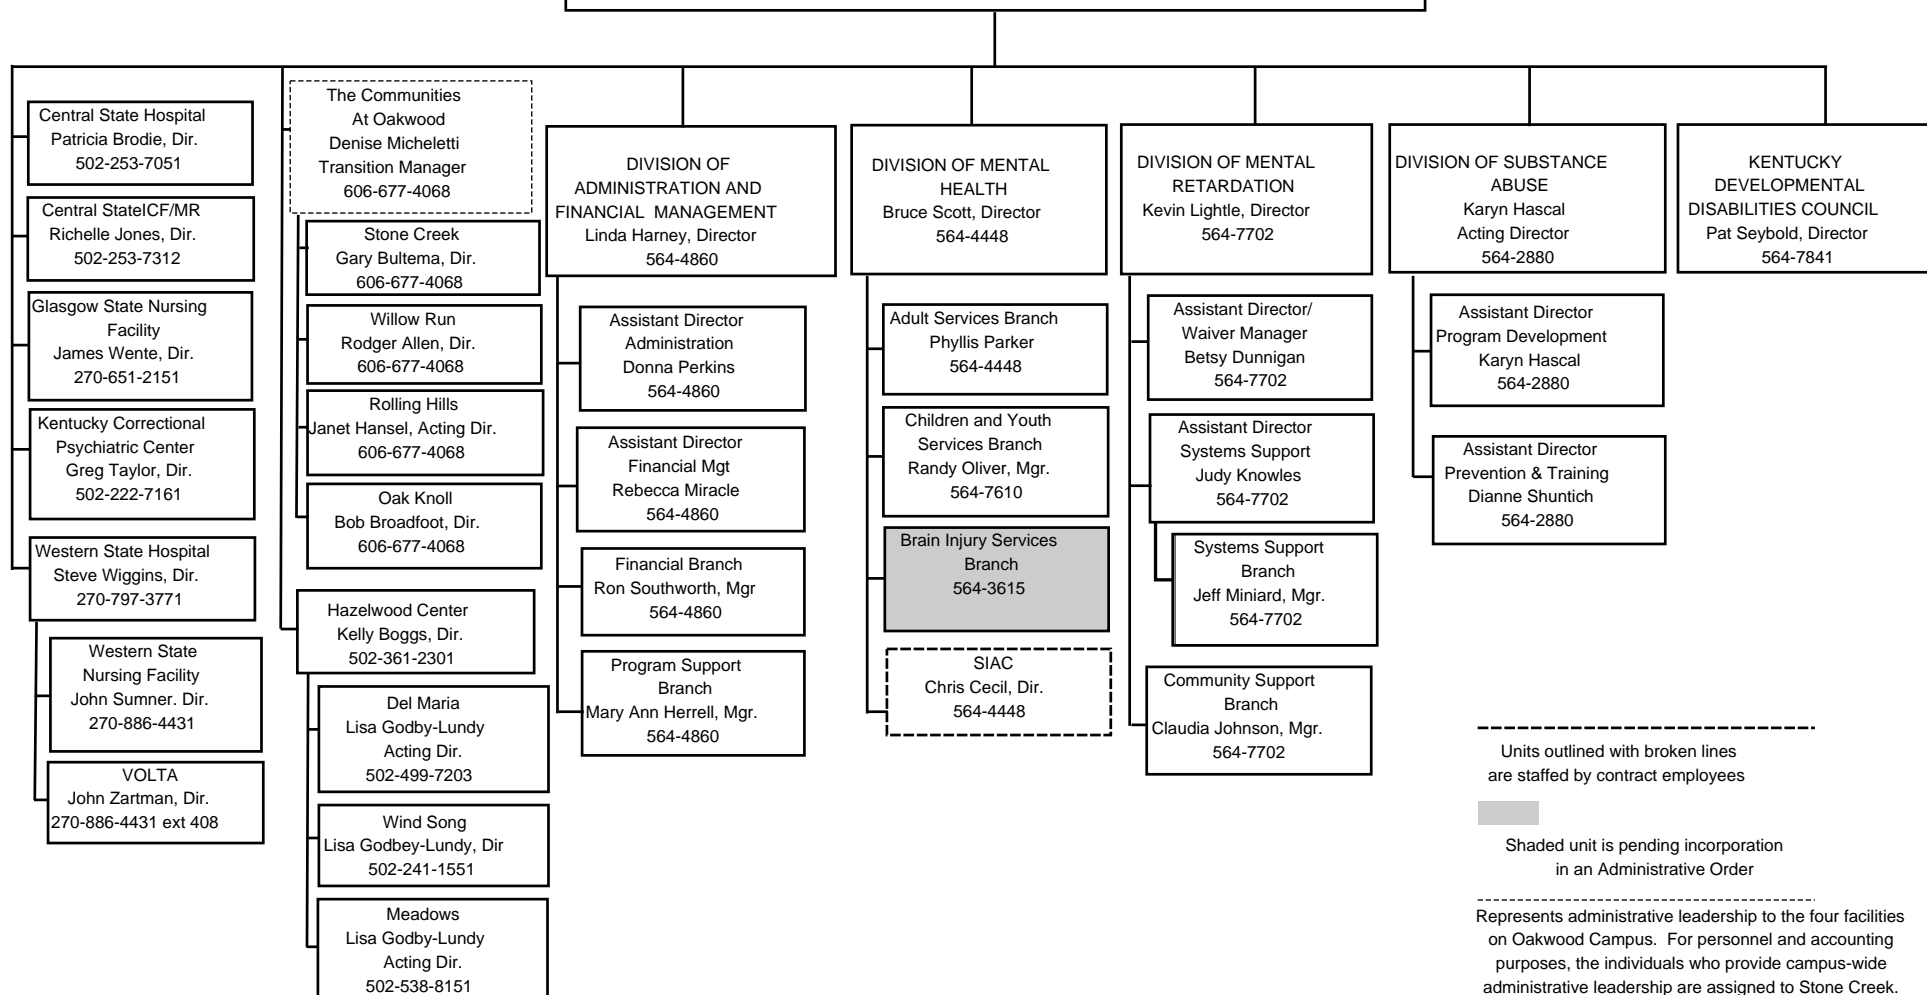 Central State Hospital
Patricia Brodie, Dir.
502-253-7051
Central StateICF/MR
Richelle Jones, Dir.
502-253-7312
Glasgow State Nursing
Facility
James Wente, Dir.
270-651-2151
Kentucky Correctional
Psychiatric Center
Greg Taylor, Dir.
502-222-7161
Western State Hospital
Steve Wiggins, Dir.
270-797-3771
Western State
Nursing Facility
John Sumner. Dir.
270-886-4431
VOLTA
John Zartman, Dir.
270-886-4431 ext 408
The Communities
At Oakwood
Denise Micheletti
Transition Manager
606-677-4068
Stone Creek
Gary Bultema, Dir.
606-677-4068
Willow Run
Rodger Allen, Dir.
606-677-4068
Rolling Hills
Janet Hansel, Acting Dir.
606-677-4068
Oak Knoll
Bob Broadfoot, Dir.
606-677-4068
Hazelwood Center
Kelly Boggs, Dir.
502-361-2301
Del Maria
Lisa Godby-Lundy
Acting Dir.
502-499-7203
Wind Song
Lisa Godbey-Lundy, Dir
502-241-1551
Meadows
Lisa Godby-Lundy
Acting Dir.
502-538-8151
DIVISION OF
ADMINISTRATION AND
FINANCIAL MANAGEMENT
Linda Harney, Director
564-4860
Assistant Director
Administration
Donna Perkins
564-4860
Assistant Director
Financial Mgt
Rebecca Miracle
564-4860
Financial Branch
Ron Southworth, Mgr
564-4860
Program Support
Branch
Mary Ann Herrell, Mgr.
564-4860
DIVISION OF MENTAL
HEALTH
Bruce Scott, Director
564-4448
Adult Services Branch
Phyllis Parker
564-4448
Children and Youth
Services Branch
Randy Oliver, Mgr.
564-7610
Brain Injury Services
Branch
564-3615
SIAC
Chris Cecil, Dir.
564-4448
DIVISION OF MENTAL
RETARDATION
Kevin Lightle, Director
564-7702
Assistant Director/
Waiver Manager
Betsy Dunnigan
564-7702
Assistant Director
Systems Support
Judy Knowles
564-7702
Systems Support
Branch
Jeff Miniard, Mgr.
564-7702
Community Support
Branch
Claudia Johnson, Mgr.
564-7702
DIVISION OF SUBSTANCE
ABUSE
Karyn Hascal
Acting Director
564-2880
Assistant Director
Program Development
Karyn Hascal
564-2880
Assistant Director
Prevention & Training
Dianne Shuntich
564-2880
KENTUCKY
DEVELOPMENTAL
DISABILITIES COUNCIL
Pat Seybold, Director
564-7841
Units outlined with broken lines
are staffed by contract employees
Shaded unit is pending incorporation
in an Administrative Order
Represents administrative leadership to the four facilities
on Oakwood Campus. For personnel and accounting
purposes, the individuals who provide campus-wide
administrative leadership are assigned to Stone Creek.